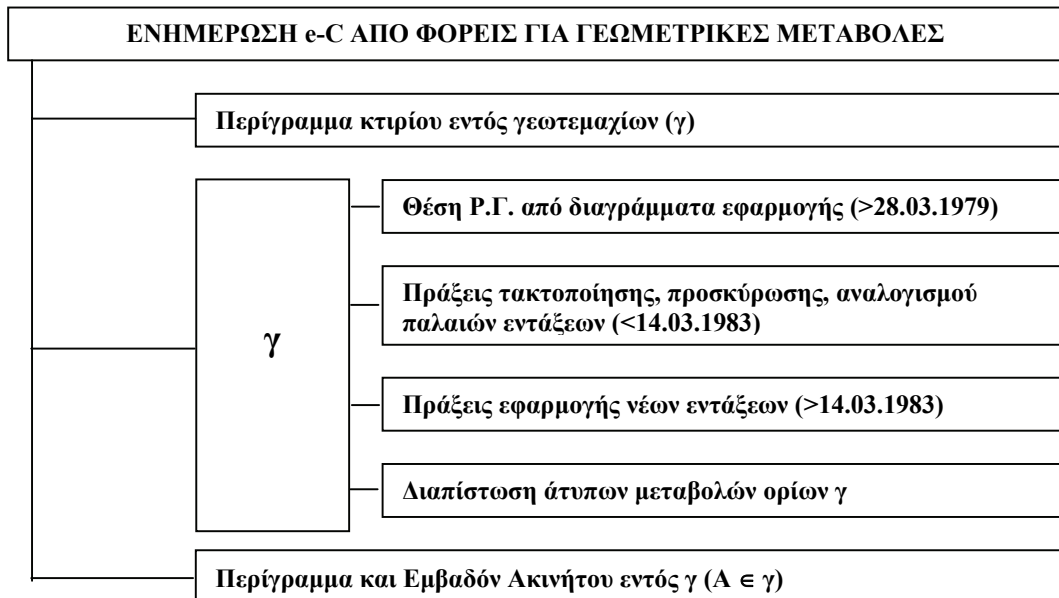 ΕΝΗΜΕΡΩΣΗ e-C ΑΠΟ ΦΟΡΕΙΣ ΓΙΑ ΓΕΩΜΕΤΡΙΚΕΣ ΜΕΤΑΒΟΛΕΣ
Περίγραμμα κτιρίου εντός γεωτεμαχίων (γ)
γ
Θέση Ρ.Γ. από διαγράμματα εφαρμογής (>28.03.1979)
Πράξεις τακτοποίησης, προσκύρωσης, αναλογισμού
παλαιών εντάξεων (<14.03.1983)
Πράξεις εφαρμογής νέων εντάξεων (>14.03.1983)
Διαπίστωση άτυπων μεταβολών ορίων γ
Περίγραμμα και Εμβαδόν Ακινήτου εντός γ (Α ∈ γ)